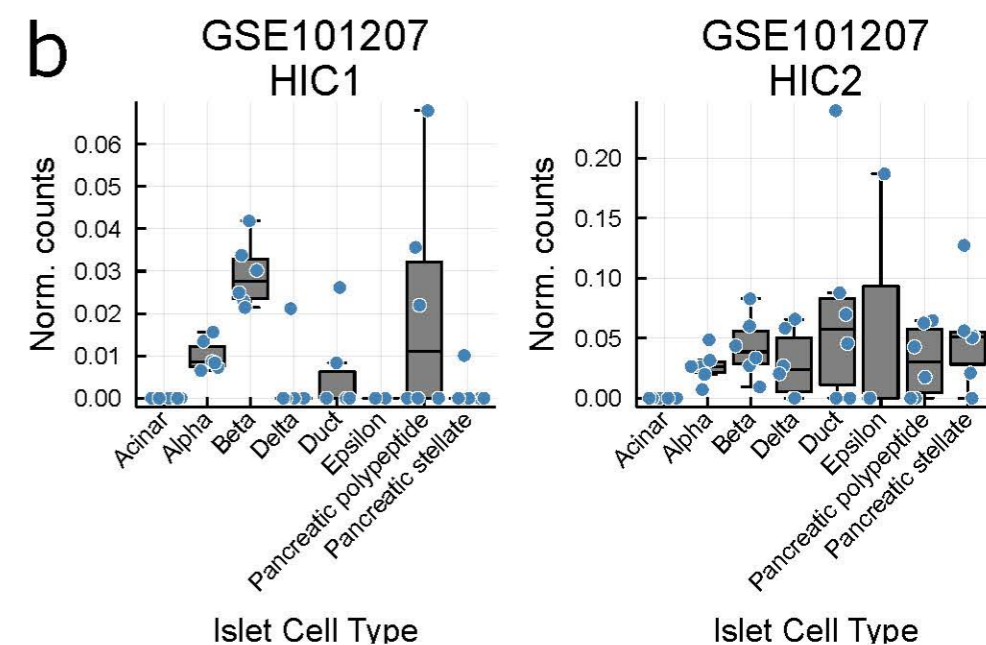 b
GSE101207
HIC1
Norm. counts
0.06
0.05
0.04
0.03
0.02
0.01
0.00
Acinar
Alpha
Beta
Delta
Duct
Epsilon
Pancreatic polypeptide
Pancreatic stellate
Islet Cell Type
GSE101207
HIC2
Norm. counts
0.20
0.15
0.10
0.05
0.00
Acinar
Alpha
Beta
Delta
Duct
Epsilon
Pancreatic polypeptide
Pancreatic stellate
Islet Cell Type